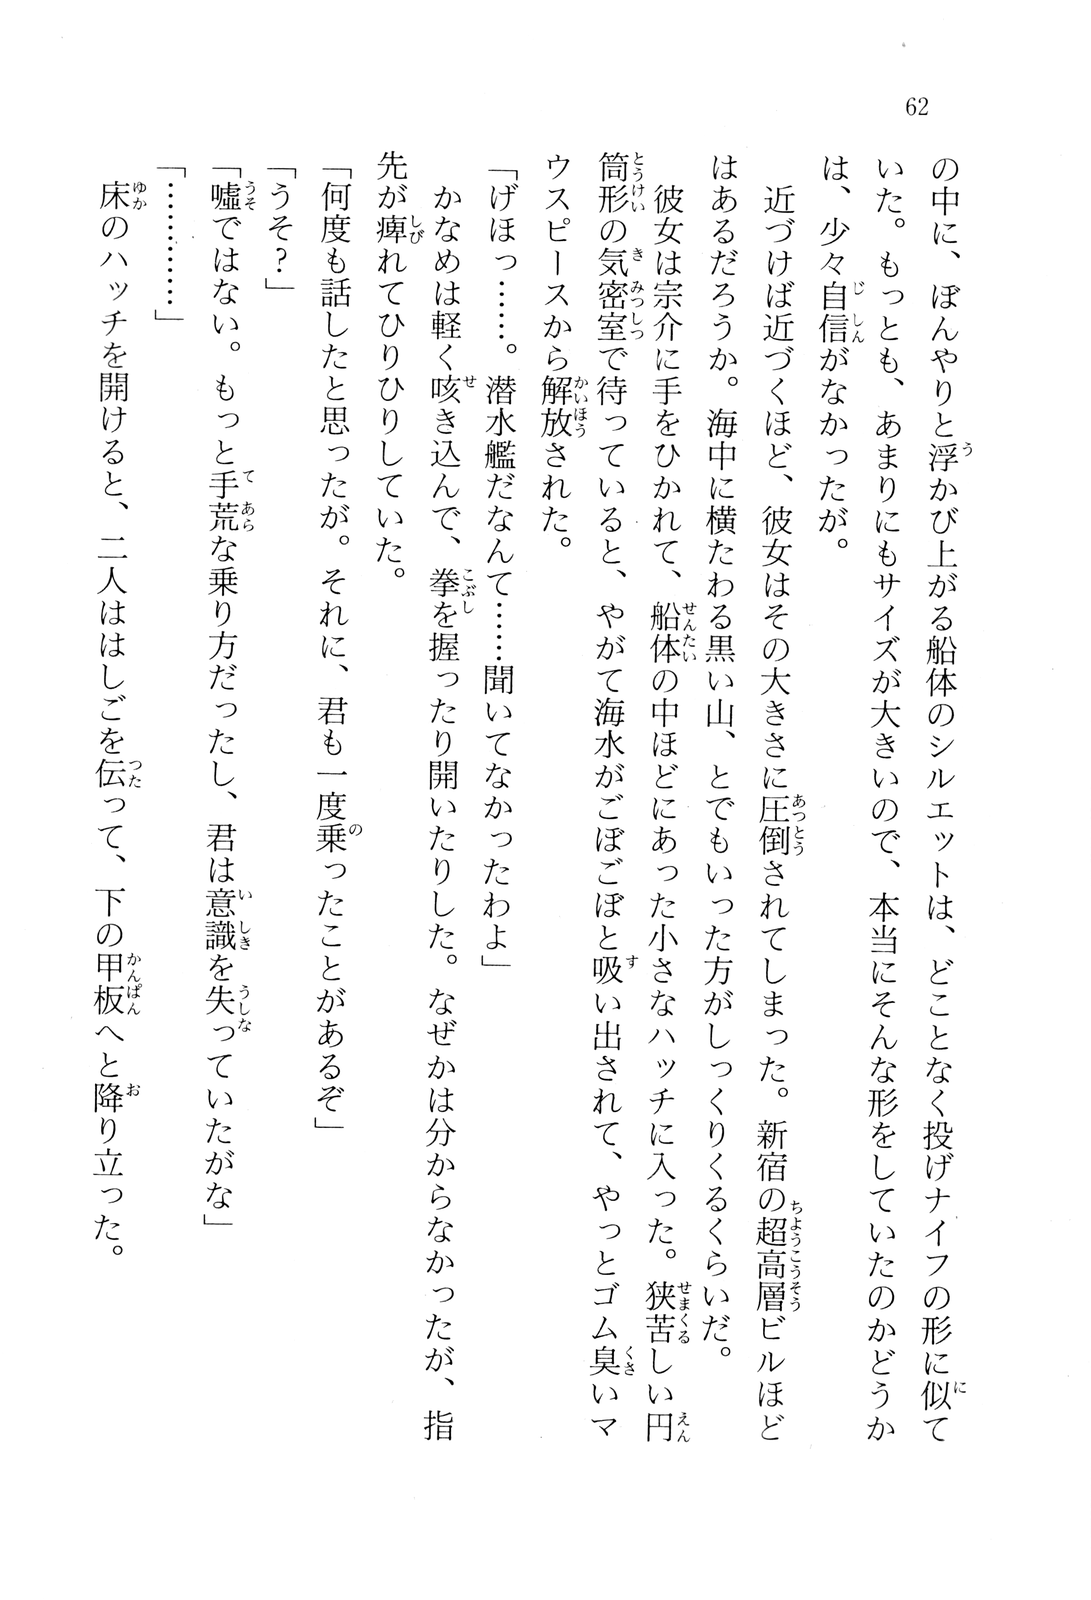 62
の中に、ぼんやりと浮かび上がる船体のシルエットは、どことなく投げナイフの形に似て
いた。もっとも、あまりにもサイズが大きいので、本当にそんな形をしていたのかどうか
は、少々自信がなかったが。
近づけば近づくほど、彼女はその大きさに圧倒されてしまった。新宿の超高層ビルほど
はあるだろうか。海中に横たわる黒い山、とでもいった方がしっくりくるくらいだ。
彼女は宗介に手をひかれて、船体の中ほどにあった小さなハッチに入った。狭苦しい円
筒形の気密室で待っていると、やがて海水がごぼごぼと吸い出されて、やっとゴム臭いマ
ウスピースから解放された。
「げほっ……。潜水艦だなんて……聞いてなかったわよ」
かなめは軽く咳き込んで、拳を握ったり開いたりした。なぜかは分からなかったが、指
先が痺れてひりひりしていた。
「何度も話したと思ったが。それに、君も一度乗ったことがあるぞ」
「うそ？」
「嘘ではない。もっと手荒な乗り方だったし、君は意識を失っていたがな」
「…………」
床のハッチを開けると、二人ははしごを伝って、下の甲板へと降り立った。